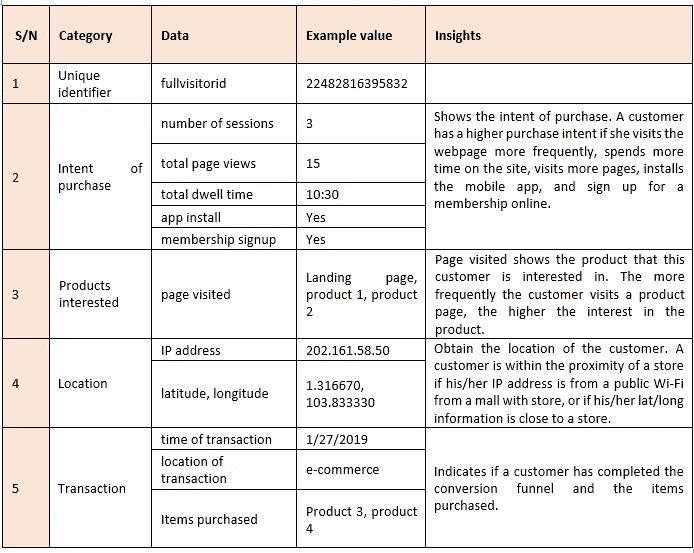 S/N Category Data Example value Insights
1 Unique identifier fullvisitorid 22482816395832
2 Intent of purchase
number of sessions 3
total page views 15
total dwell time 10:30
app install Yes
membership signup Yes
Shows the intent of purchase. A customer
has a higher purchase intent if she visits the
webpage more frequently, spends more
time on the site, visits more pages, installs
the mobile app, and sign up for a
membership online.
3 Products interested
page visited
Landing page,
product 1, product
2
Page visited shows the product that this
customer is interested in. The more
frequently the customer visits a product
page, the higher the interest in the
product.
4 Location
IP address 202.161.58.50
latitude, longitude
1.316670,
103.833330
Obtain the location of the customer. A
customer is within the proximity of a store
if his/her IP address is from a public Wi-Fi
from a mall with store, or if his/her lat/long
information is close to a store.
5 Transaction
time of transaction 1/27/2019
location of
transaction
e-commerce
Items purchased
Product 3, product
4
Indicates if a customer has completed the
conversion funnel and the items
purchased.